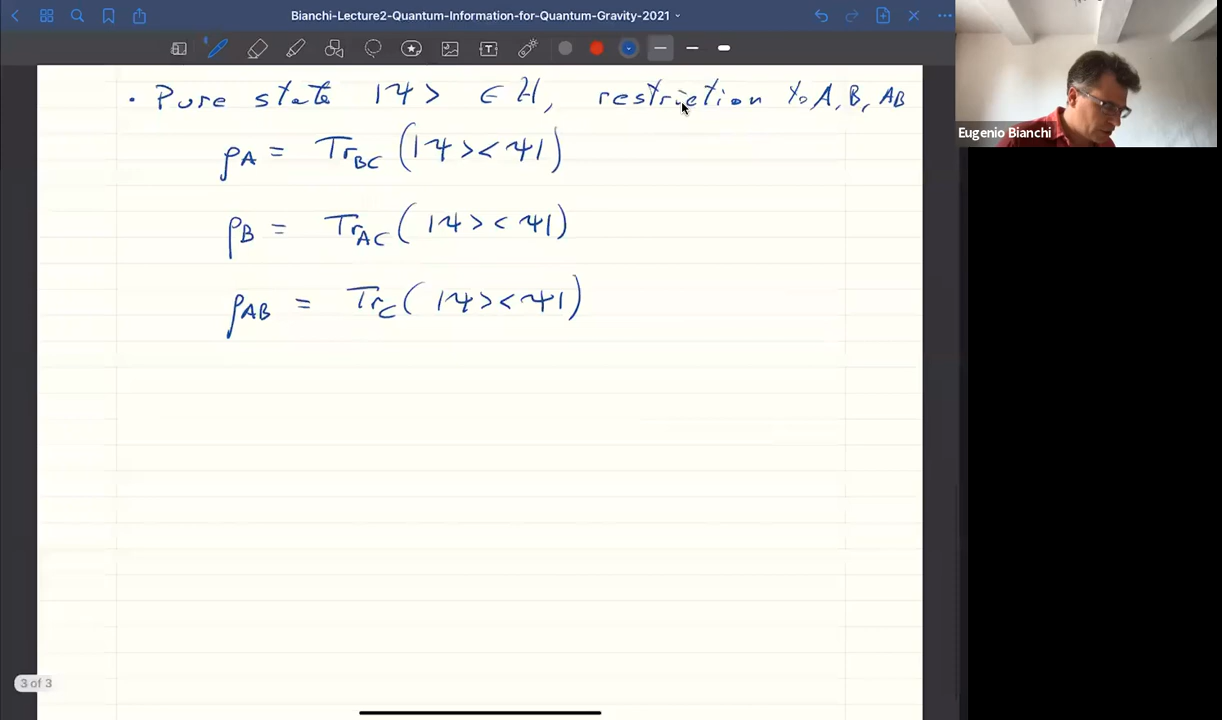 Bianchi-Lecture2-Quantum-Information-for-Quantum-Gravity-2021
Eugenio Bianchi
• Pure state |ψ> ∈ H, restriction to A, B, AB
ρA = TrBC (|ψ><ψ|)
ρB = TrAC (|ψ><ψ|)
ρAB = TrC (|ψ><ψ|)
3 of 3